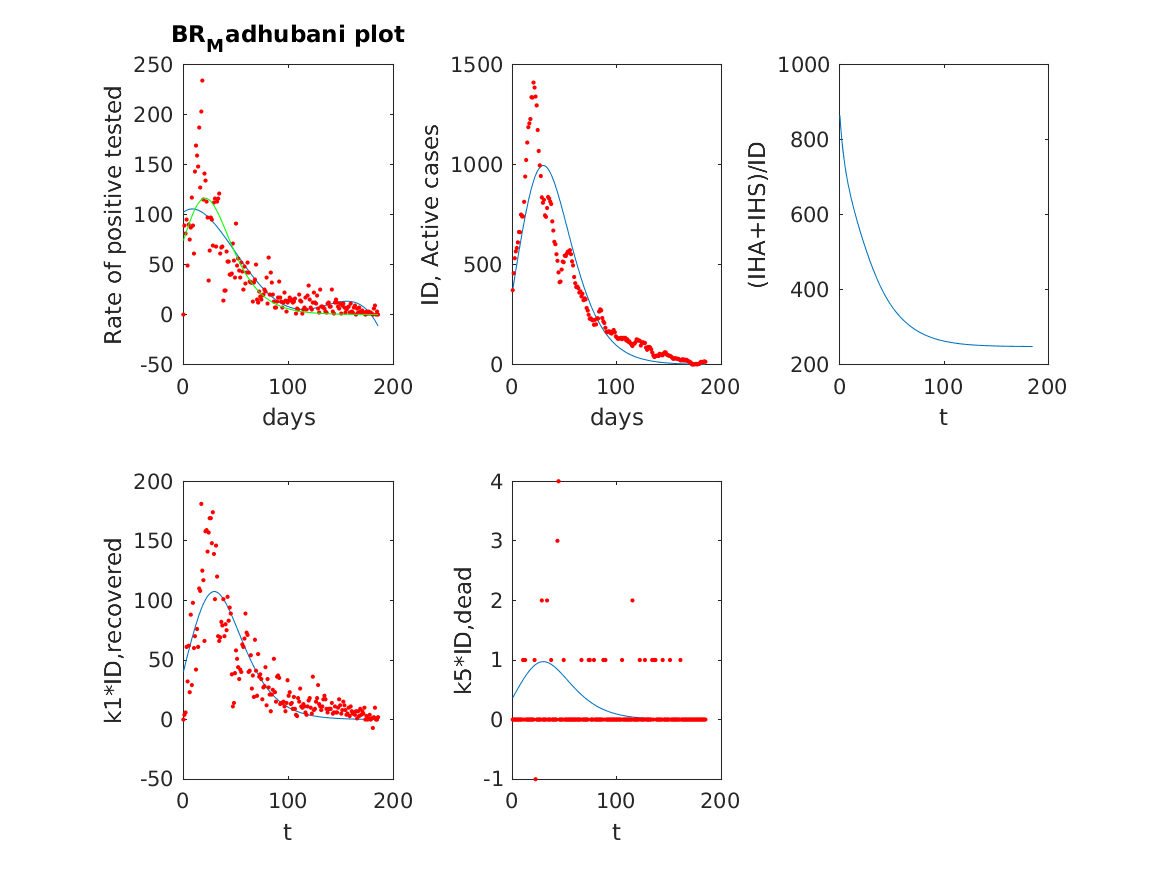 BR_Madhubani plot
250
200
150
100
50
0
-50
0 100 200
Rate of positive tested
days
1500
1000
500
0
0 100 200
ID, Active cases
days
1000
800
600
400
200
0 100 200
(IHA+IHS)/ID
t
200
150
100
50
0
-50
0 100 200
k1*ID,recovered
t
4
3
2
1
0
-1
0 100 200
k5*ID,dead
t